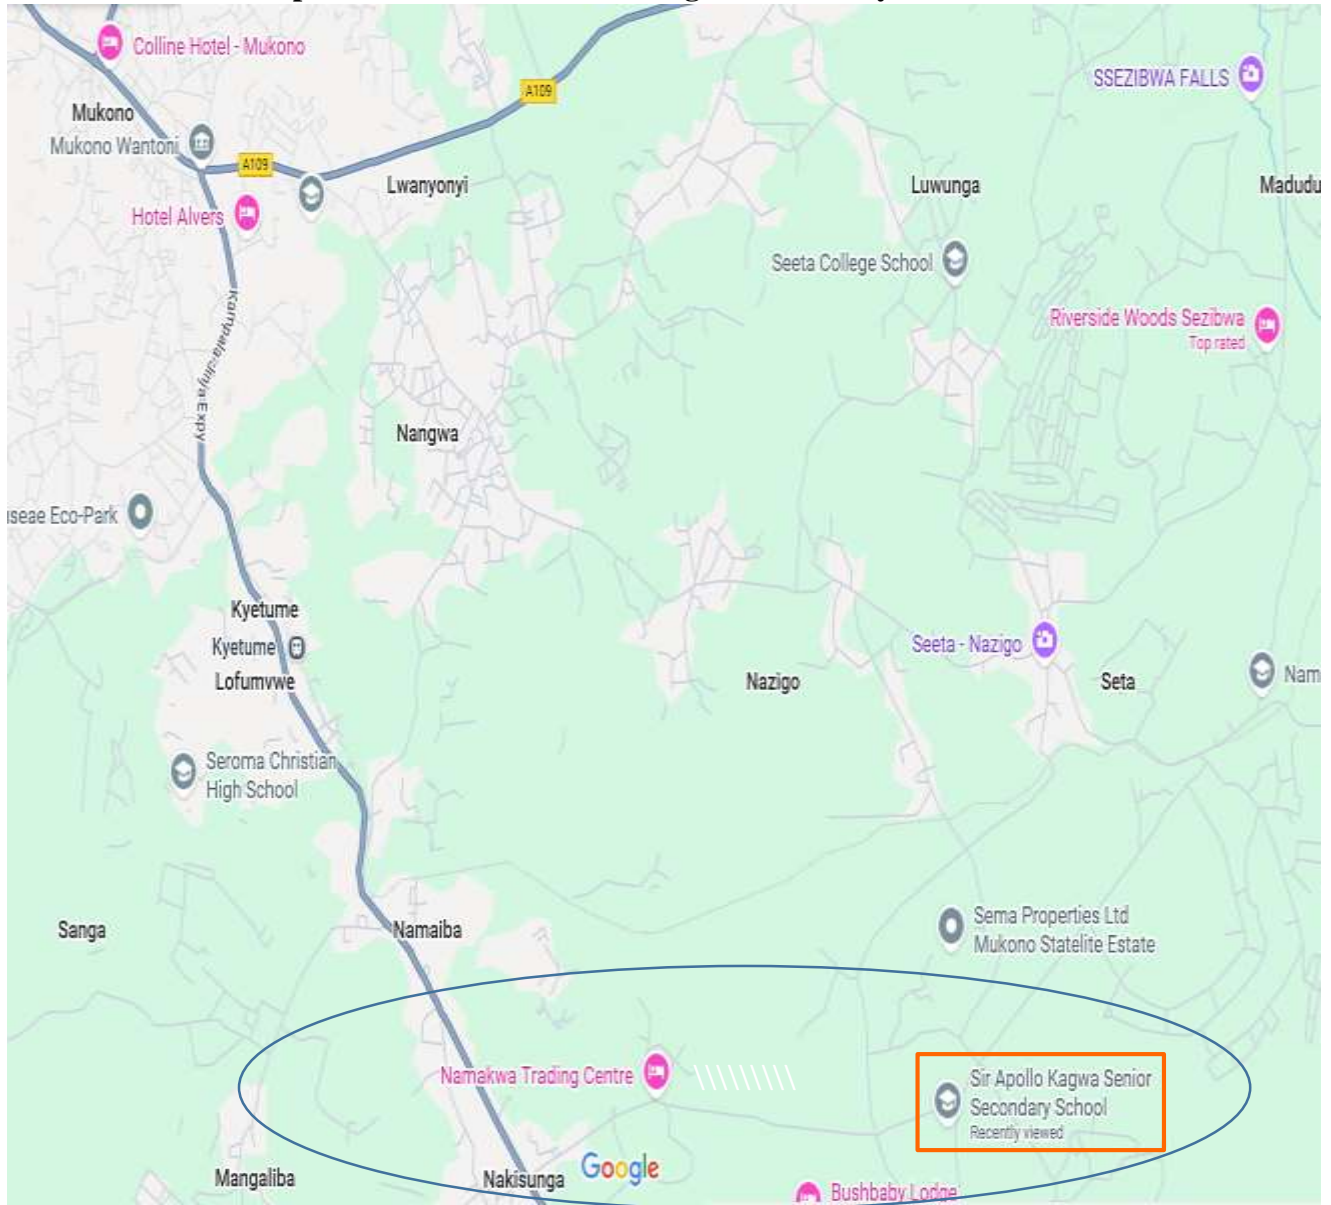 Colline Hotel - Mukono
A109
SSEZIBWA FALLS
Mukono
Mukono Wantoni
A109
Lwanyonyi
Luwunga
Madudu
Hotel Alvers
Seeta College School
Kampala-Jinja Expy
Riverside Woods Sezibwa
Top rated
Nangwa
iseae Eco-Park
Kyetume
Kyetume
Lofumvwe
Seeta - Nazigo
Nazigo
Seta
Nam
Seroma Christian
High School
Sanga
Namaiba
Sema Properties Ltd
Mukono Statelite Estate
Namakwa Trading Centre
Sir Apollo Kagwa Senior
Secondary School
Recently viewed
Mangaliba
Nakisunga
Google
Bushbaby Lodge